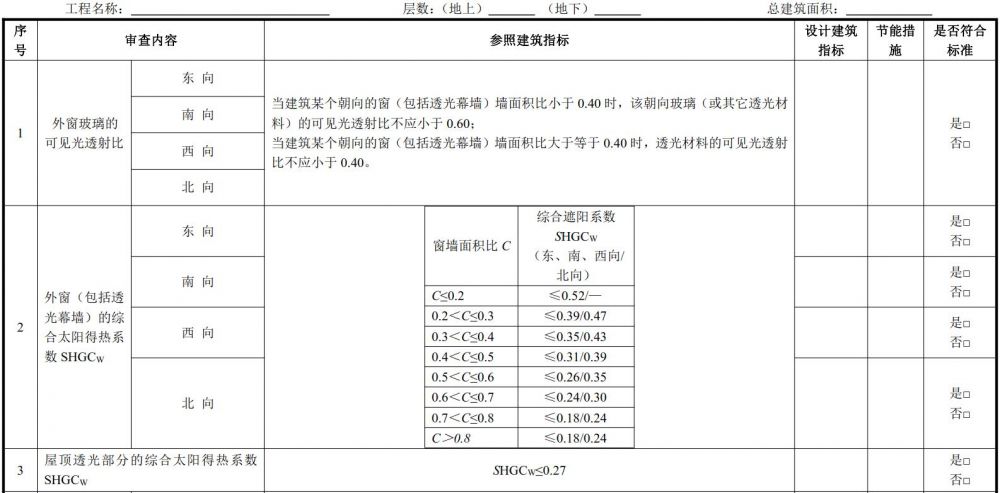 工程名称： 层数：（地上） （地下） 总建筑面积：
序号 审查内容 参照建筑指标 设计建筑指标 节能措施 是否符合标准
1 外窗玻璃的可见光透射比
东 向
南 向
西 向
北 向
当建筑某个朝向的窗（包括透光幕墙）墙面积比小于 0.40 时，该朝向玻璃（或其它透光材
料）的可见光透射比不应小于 0.60；
当建筑某个朝向的窗（包括透光幕墙）墙面积比大于等于 0.40 时，透光材料的可见光透射
比不应小于 0.40。
是□
否□
2
外窗（包括透
光幕墙）的综
合太阳得热系
数 SHGCW
东 向
南 向
西 向
北 向
窗墙面积比 C
综合遮阳系数
SHGCW
（东、南、西向/
北向）
C≤0.2 ≤0.52/—
0.2＜C≤0.3 ≤0.39/0.47
0.3＜C≤0.4 ≤0.35/0.43
0.4＜C≤0.5 ≤0.31/0.39
0.5＜C≤0.6 ≤0.26/0.35
0.6＜C≤0.7 ≤0.24/0.30
0.7＜C≤0.8 ≤0.18/0.24
C＞0.8 ≤0.18/0.24
是□
否□
是□
否□
是□
否□
是□
否□
3
屋顶透光部分的综合太阳得热系数
SHGCW
SHGCW≤0.27
是□
否□